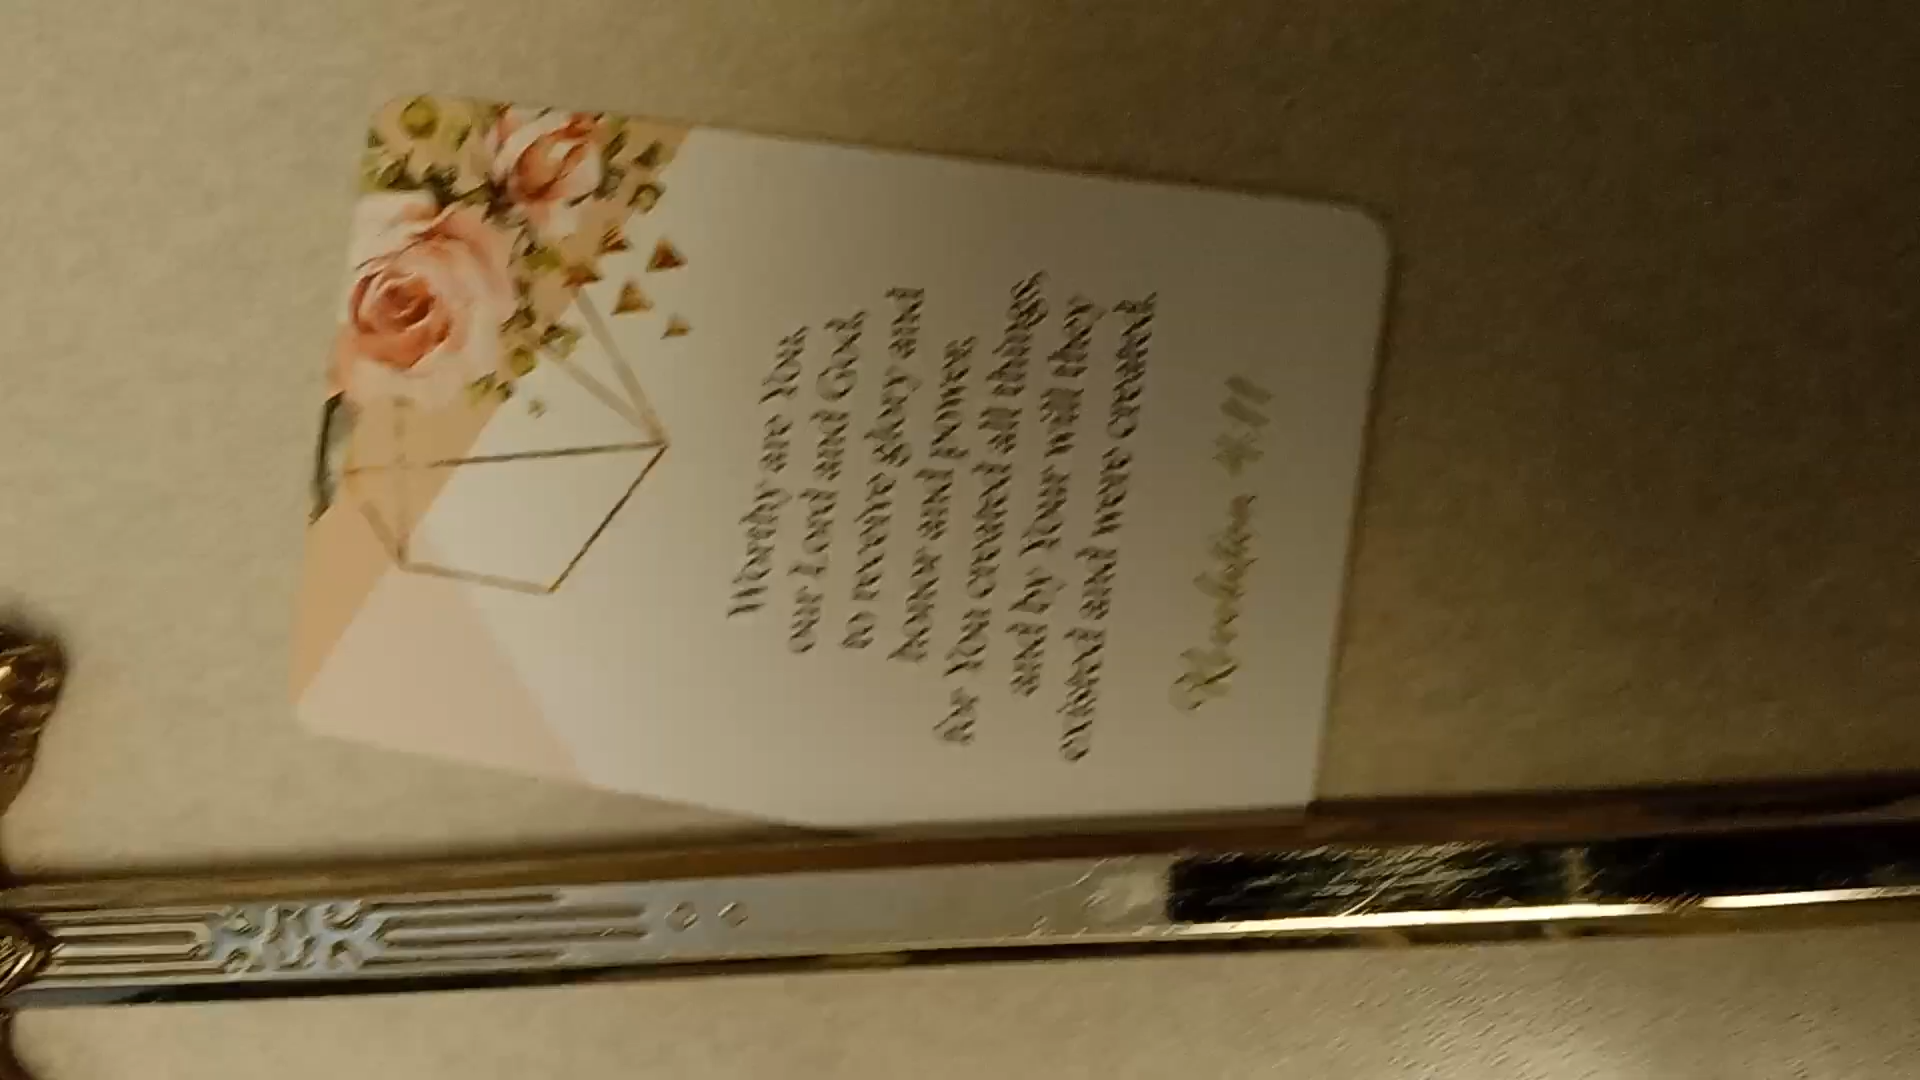 Worthy are You,
our Lord and God,
to receive glory and
honor and power,
for You created all things,
and by Your will they
existed and were created.
Revelation 4:11